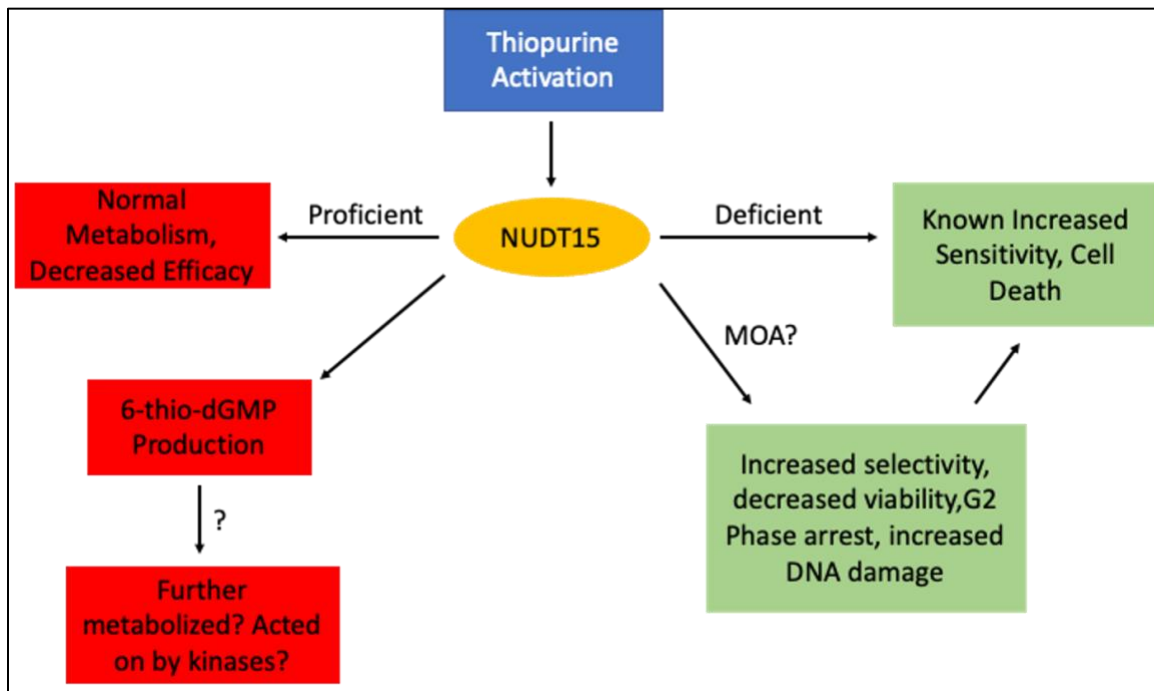 Thiopurine
Activation
Normal
Metabolism,
Decreased Efficacy
Proficient
NUDT15
Deficient
Known Increased
Sensitivity, Cell
Death
MOA?
6-thio-dGMP
Production
Increased selectivity,
decreased viability,G2
Phase arrest, increased
DNA damage
?
Further
metabolized? Acted
on by kinases?